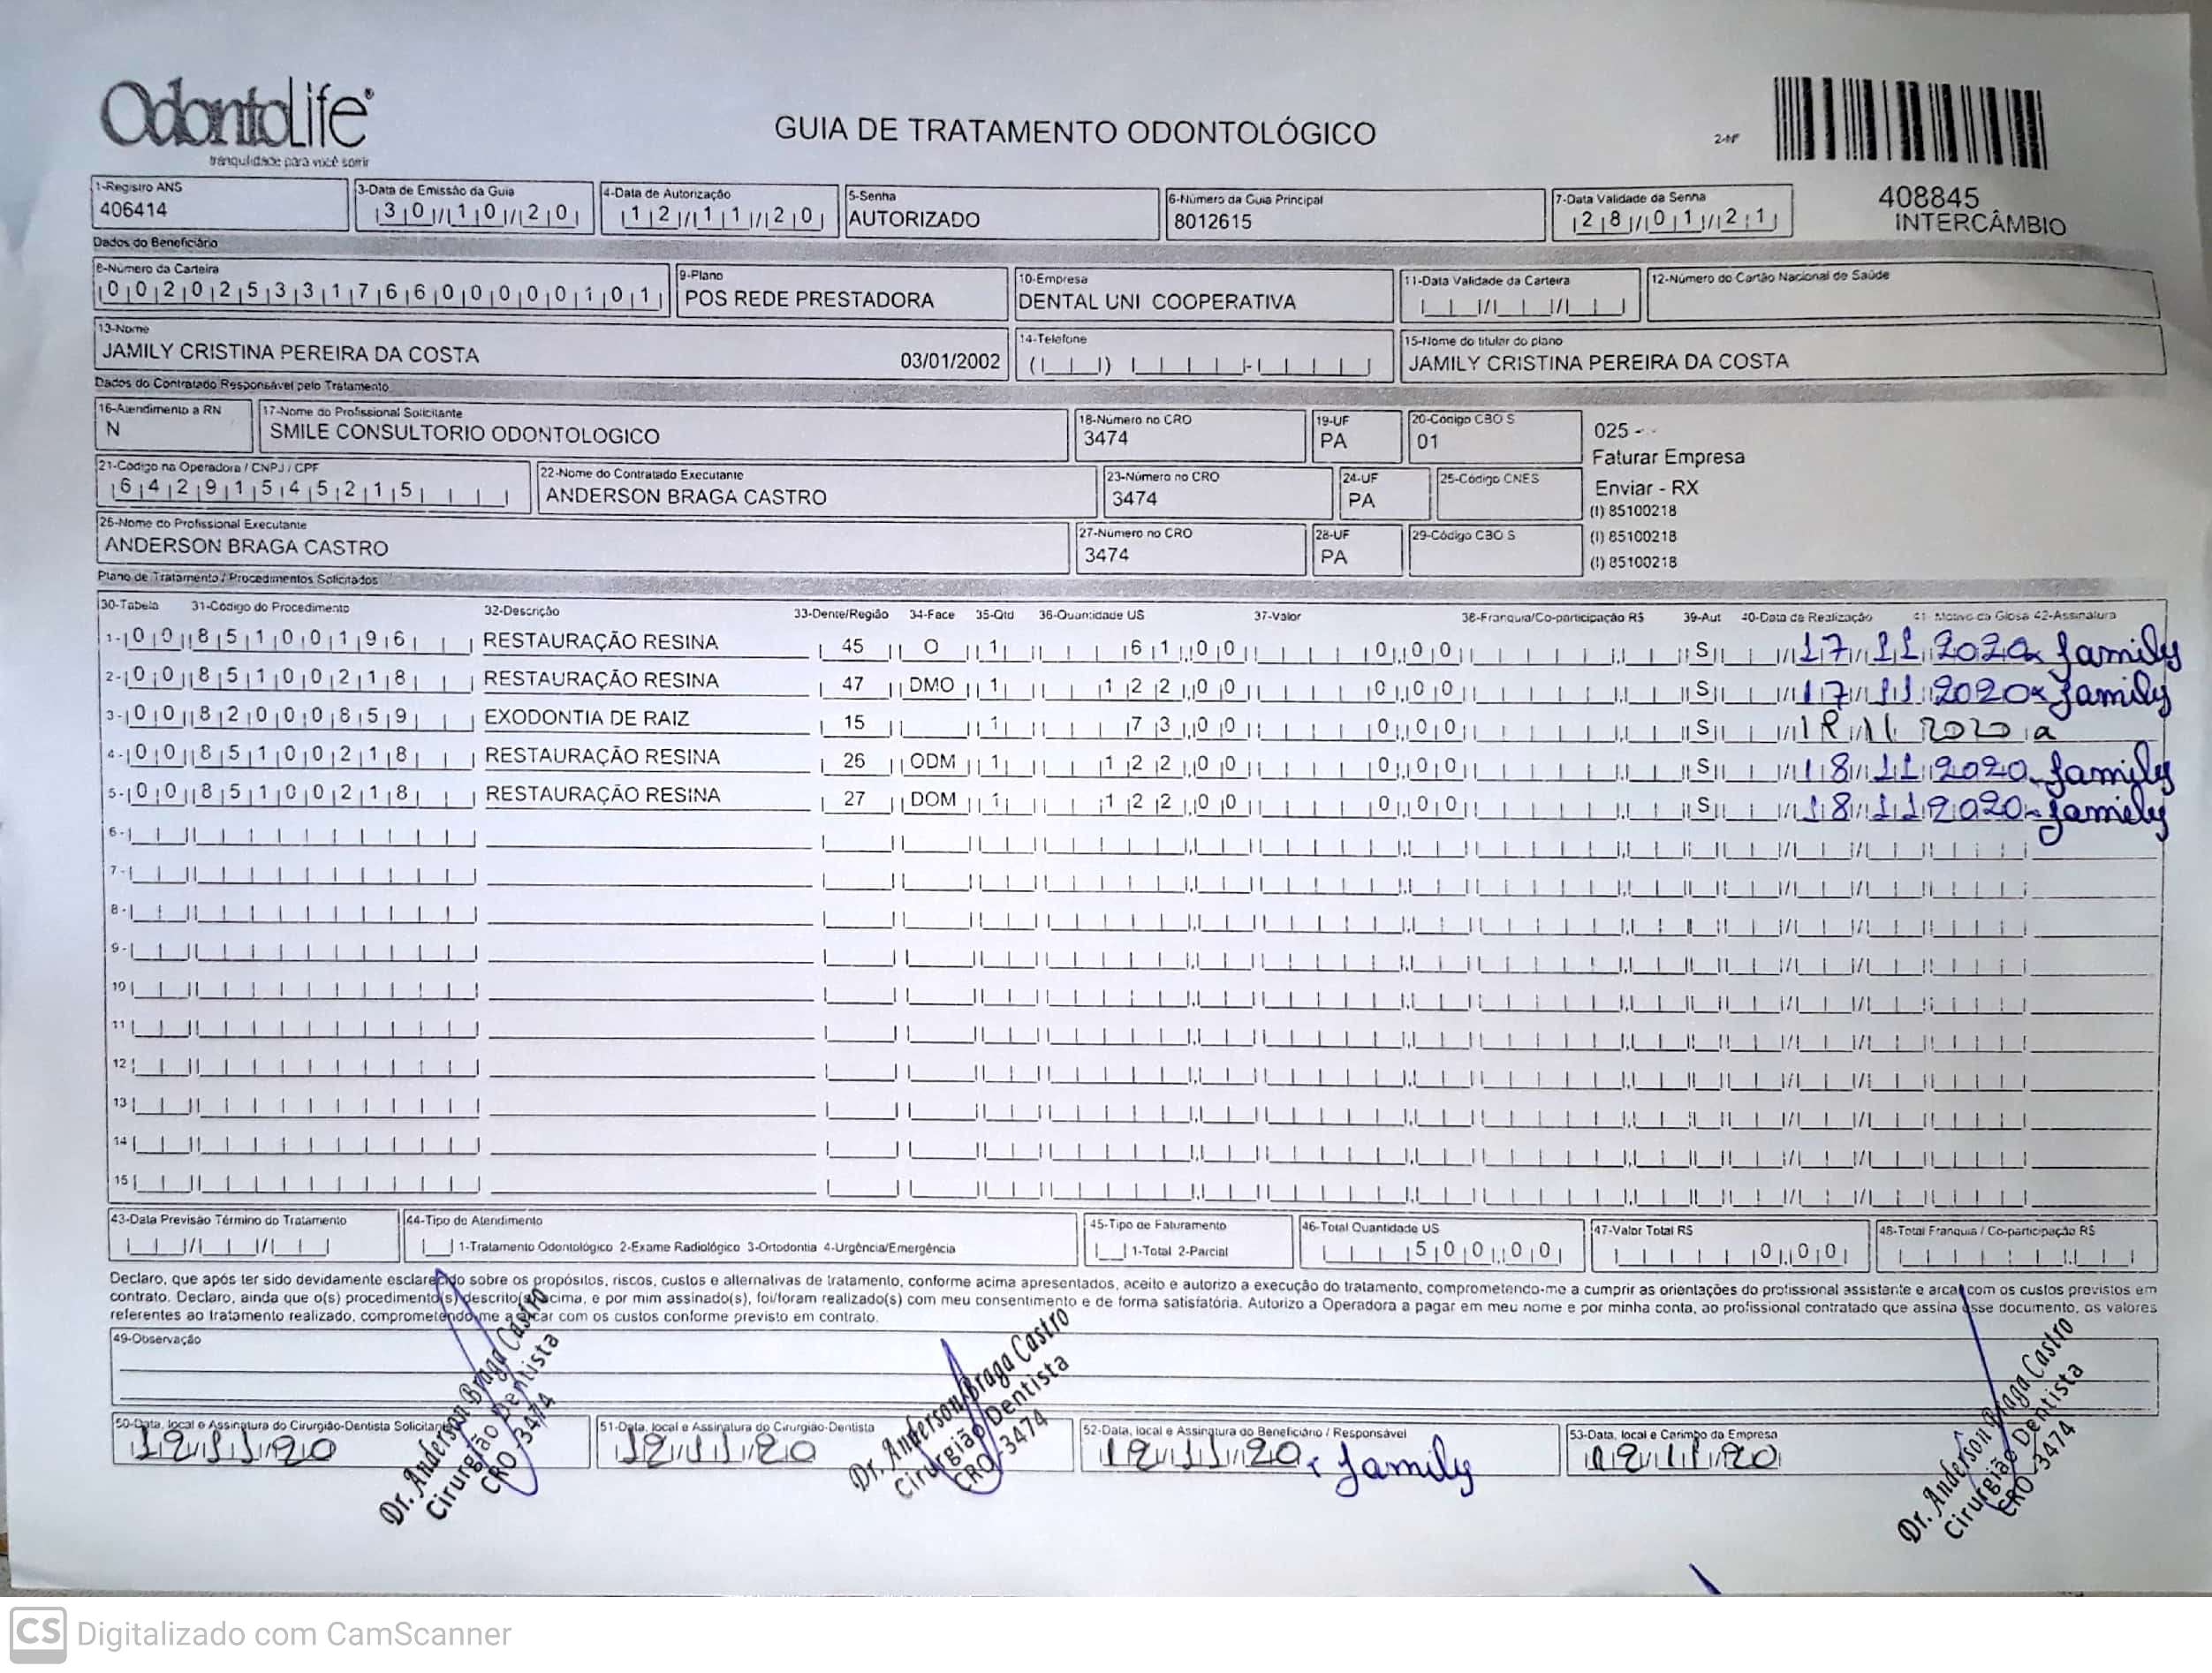 OdontoLife®
tranquilidade para você sorrir
GUIA DE TRATAMENTO ODONTOLÓGICO
2-Nº
408845
INTERCÂMBIO
1-Registro ANS
406414
3-Data de Emissão da Guia
30/10/20
4-Data de Autorização
12/11/20
5-Senha
AUTORIZADO
6-Número da Guia Principal
8012615
7-Data Validade da Senha
28/01/21
Dados do Beneficiário
8-Número da Carteira
00202533176600000101
9-Plano
POS REDE PRESTADORA
10-Empresa
DENTAL UNI COOPERATIVA
11-Data Validade da Carteira
12-Número do Cartão Nacional de Saúde
13-Nome
JAMILY CRISTINA PEREIRA DA COSTA 03/01/2002
14-Telefone
15-Nome do titular do plano
JAMILY CRISTINA PEREIRA DA COSTA
Dados do Contratado Responsável pelo Tratamento
16-Atendimento a RN
N
17-Nome do Profissional Solicitante
SMILE CONSULTORIO ODONTOLOGICO
18-Número no CRO
3474
19-UF
PA
20-Código CBO S
01
025 -
Faturar Empresa
Enviar - RX
(I) 85100218
(I) 85100218
(I) 85100218
21-Código na Operadora / CNPJ / CPF
64291545215
22-Nome do Contratado Executante
ANDERSON BRAGA CASTRO
23-Número no CRO
3474
24-UF
PA
25-Código CNES
26-Nome do Profissional Executante
ANDERSON BRAGA CASTRO
27-Número no CRO
3474
28-UF
PA
29-Código CBO S
Plano de Tratamento / Procedimentos Solicitados
30-Tabela 31-Código do Procedimento 32-Descrição 33-Dente/Região 34-Face 35-Qtd 36-Quantidade US 37-Valor 38-Franquia/Co-participação R$ 39-Aut 40-Data de Realização 41-Motivo da Glosa 42-Assinatura
1- 00 85100196 RESTAURAÇÃO RESINA 45 O 1 61,00 0,00 S 17/11/2020 Jamily
2- 00 85100218 RESTAURAÇÃO RESINA 47 DMO 1 122,00 0,00 S 17/11/2020 Jamily
3- 00 82000859 EXODONTIA DE RAIZ 15 1 73,00 0,00 S 11 2020
4- 00 85100218 RESTAURAÇÃO RESINA 26 ODM 1 122,00 0,00 S 18/11/2020 Jamily
5- 00 85100218 RESTAURAÇÃO RESINA 27 DOM 1 122,00 0,00 S 18/11/2020 Jamily
6-
7-
8-
9-
10
11
12
13
14
15
43-Data Previsão Término do Tratamento
44-Tipo de Atendimento
1-Tratamento Odontológico 2-Exame Radiológico 3-Ortodontia 4-Urgência/Emergência
45-Tipo de Faturamento
1-Total 2-Parcial
46-Total Quantidade US
500,00
47-Valor Total R$
0,00
48-Total Franquia / Co-participação R$
Declaro, que após ter sido devidamente esclarecido sobre os propósitos, riscos, custos e alternativas de tratamento, conforme acima apresentados, aceito e autorizo a execução do tratamento, comprometendo-me a cumprir as orientações do profissional assistente e arcar com os custos previstos em
contrato. Declaro, ainda que o(s) procedimento(s) descrito(s) acima, e por mim assinado(s), foi/foram realizado(s) com meu consentimento e de forma satisfatória. Autorizo a Operadora a pagar em meu nome e por minha conta, ao profissional contratado que assina esse documento, os valores
referentes ao tratamento realizado, comprometendo-me a arcar com os custos conforme previsto em contrato.
49-Observação
50-Data, local e Assinatura do Cirurgião-Dentista Solicitante
12/11/20
Dr. Anderson Braga Castro
Cirurgião Dentista
CRO -3474
51-Data, local e Assinatura do Cirurgião-Dentista
12/11/20
Dr. Anderson Braga Castro
Cirurgião Dentista
CRO -3474
52-Data, local e Assinatura do Beneficiário / Responsável
12/11/20 Jamily
53-Data, local e Carimbo da Empresa
12/11/20
Dr. Anderson Braga Castro
Cirurgião Dentista
CRO -3474
CS Digitalizado com CamScanner